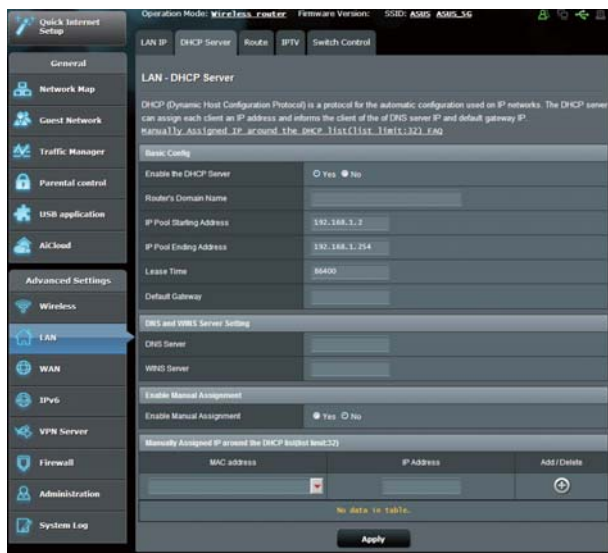 Quick Internet
Setup
Operation Mode: Wireless router Firmware Version: SSID: ASUS ASUS_5G
LAN IP DHCP Server Route IPTV Switch Control
General
Network Map
Guest Network
Traffic Manager
Parental control
USB application
AiCloud
Advanced Settings
Wireless
LAN
WAN
IPv6
VPN Server
Firewall
Administration
System Log
LAN - DHCP Server
DHCP (Dynamic Host Configuration Protocol) is a protocol for the automatic configuration used on IP networks. The DHCP server
can assign each client an IP address and informs the client of the of DNS server IP and default gateway IP.
Manually Assigned IP around the DHCP list(list limit:32) FAQ
Basic Config
Enable the DHCP Server Yes No
Router's Domain Name
IP Pool Starting Address 192.168.1.2
IP Pool Ending Address 192.168.1.254
Lease Time 86400
Default Gateway
DNS and WINS Server Setting
DNS Server
WINS Server
Enable Manual Assignment
Enable Manual Assignment Yes No
Manually Assigned IP around the DHCP list(list limit:32)
MAC address IP Address Add / Delete
No data in table.
Apply